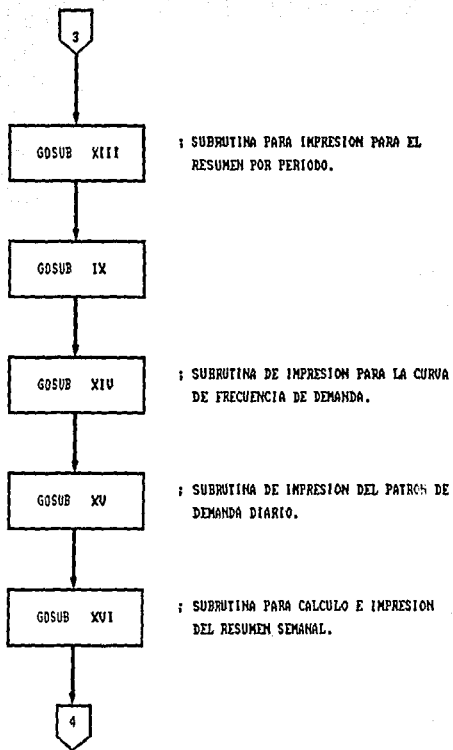 3
GOSUB XIII
; SUBRUTINA PARA IMPRESION PARA EL
RESUMEN POR PERIODO.
GOSUB IX
GOSUB XIV
; SUBRUTINA DE IMPRESION PARA LA CURVA
DE FRECUENCIA DE DEMANDA.
GOSUB XV
; SUBRUTINA DE IMPRESION DEL PATRON DE
DEMANDA DIARIO.
GOSUB XVI
; SUBRUTINA PARA CALCULO E IMPRESION
DEL RESUMEN SEMANAL.
4